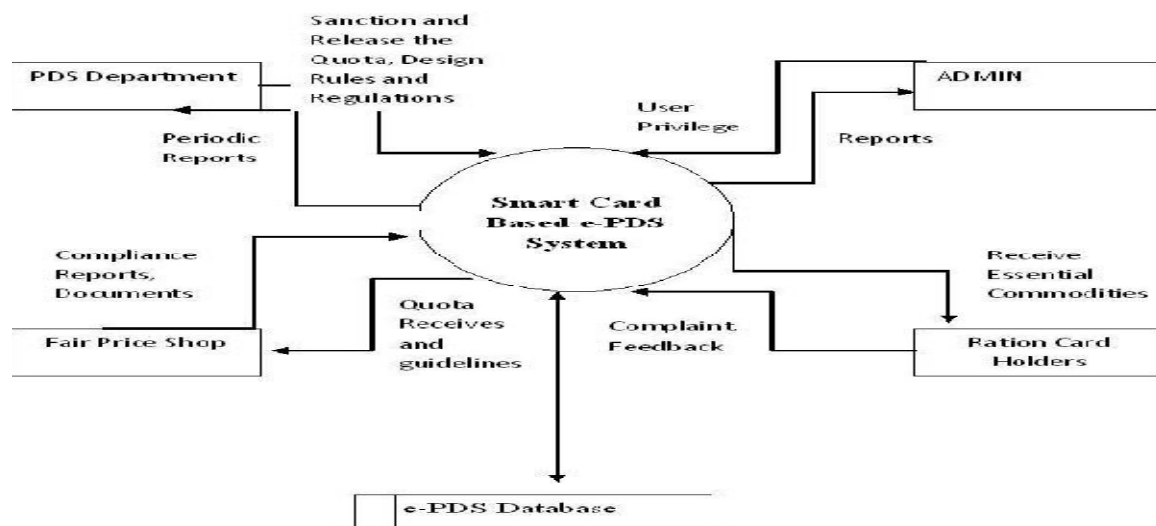 Sanction and
Release the
Quota, Design
Rules and
Regulations
PDS Department
ADMIN
User
Privilege
Reports
Periodic
Reports
Smart Card
Based e-PDS
System
Compliance
Reports,
Documents
Receive
Essential
Commodities
Quota
Receives
and
guidelines
Complaint
Feedback
Fair Price Shop
Ration Card
Holders
e-PDS Database